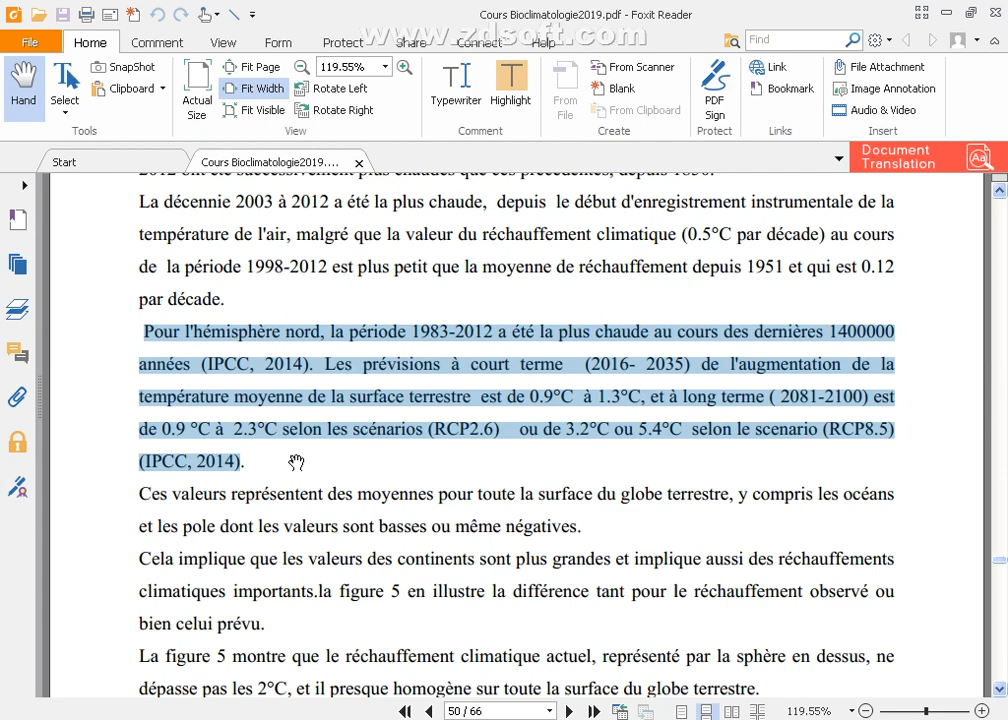 Cours Bioclimatologie2019.pdf - Foxit Reader
www.zdsoft.com
File Home Comment View Form Protect Share Connect Help Find
Hand
Select
SnapShot
Clipboard
Tools
Actual Size
Fit Page
Fit Width
Fit Visible
119.55%
Rotate Left
Rotate Right
View
Typewriter
Highlight
Comment
From File
From Scanner
Blank
From Clipboard
Create
PDF Sign
Protect
Link
Bookmark
Links
File Attachment
Image Annotation
Audio & Video
Insert
Start
Cours Bioclimatologie2019....
Document Translation
2012 ont été successivement plus chaudes que ces précédentes, depuis 1850.
La décennie 2003 à 2012 a été la plus chaude, depuis le début d'enregistrement instrumentale de la
température de l'air, malgré que la valeur du réchauffement climatique (0.5°C par décade) au cours
de la période 1998-2012 est plus petit que la moyenne de réchauffement depuis 1951 et qui est 0.12
par décade.
Pour l'hémisphère nord, la période 1983-2012 a été la plus chaude au cours des dernières 1400000
années (IPCC, 2014). Les prévisions à court terme (2016- 2035) de l'augmentation de la
température moyenne de la surface terrestre est de 0.9°C à 1.3°C, et à long terme ( 2081-2100) est
de 0.9 °C à 2.3°C selon les scénarios (RCP2.6) ou de 3.2°C ou 5.4°C selon le scenario (RCP8.5)
(IPCC, 2014).
Ces valeurs représentent des moyennes pour toute la surface du globe terrestre, y compris les océans
et les pole dont les valeurs sont basses ou même négatives.
Cela implique que les valeurs des continents sont plus grandes et implique aussi des réchauffements
climatiques importants.la figure 5 en illustre la différence tant pour le réchauffement observé ou
bien celui prévu.
La figure 5 montre que le réchauffement climatique actuel, représenté par la sphère en dessus, ne
dépasse pas les 2°C, et il presque homogène sur toute la surface du globe terrestre.
50 / 66
119.55%